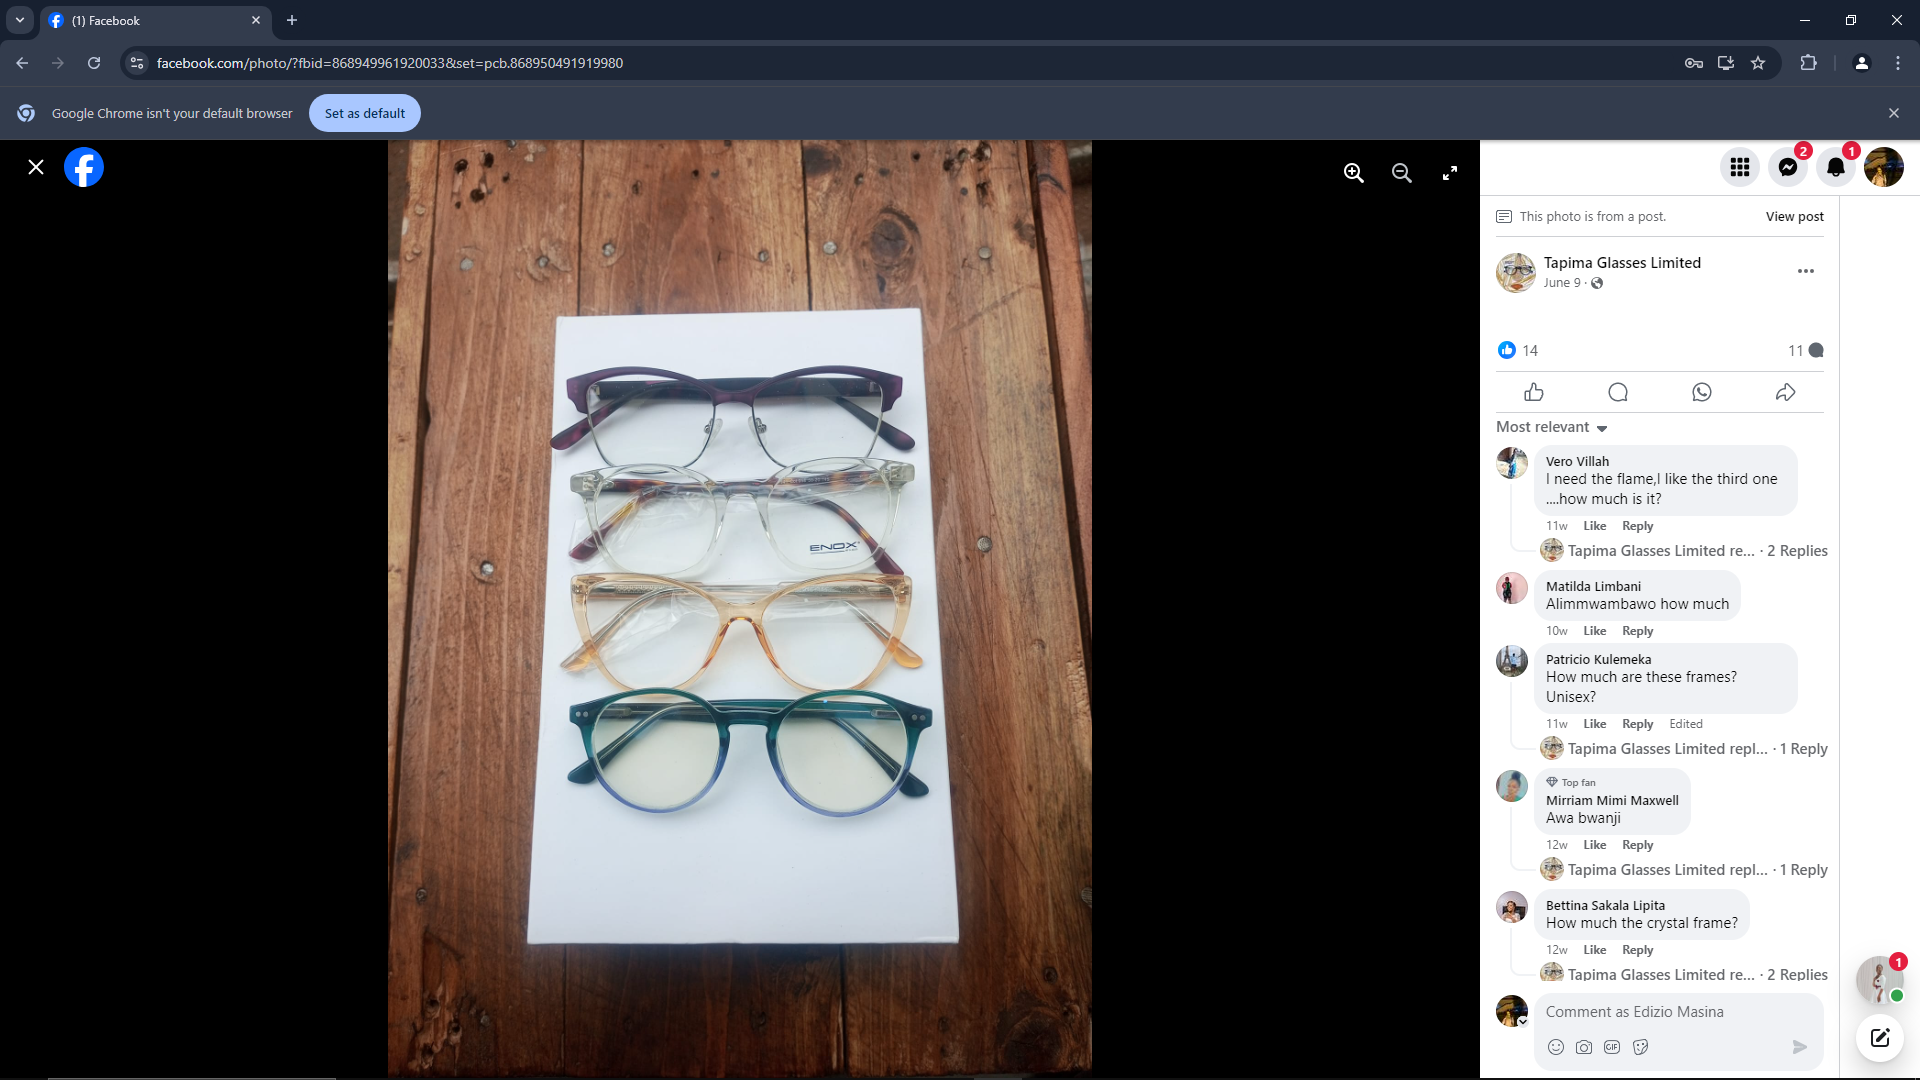 (1) Facebook
facebook.com/photo/?fbid=868949961920033&set=pcb.868950491919980
Google Chrome isn't your default browser
Set as default
ENOX
2
1
This photo is from a post.
View post
Tapima Glasses Limited
June 9 ·
14
11
Most relevant
Vero Villah
I need the flame,I like the third one
....how much is it?
11w Like Reply
Tapima Glasses Limited re... · 2 Replies
Matilda Limbani
Alimmwambawo how much
10w Like Reply
Patricio Kulemeka
How much are these frames?
Unisex?
11w Like Reply Edited
Tapima Glasses Limited repl... · 1 Reply
Top fan
Mirriam Mimi Maxwell
Awa bwanji
12w Like Reply
Tapima Glasses Limited repl... · 1 Reply
Bettina Sakala Lipita
How much the crystal frame?
12w Like Reply
Tapima Glasses Limited re... · 2 Replies
1
Comment as Edizio Masina
GIF